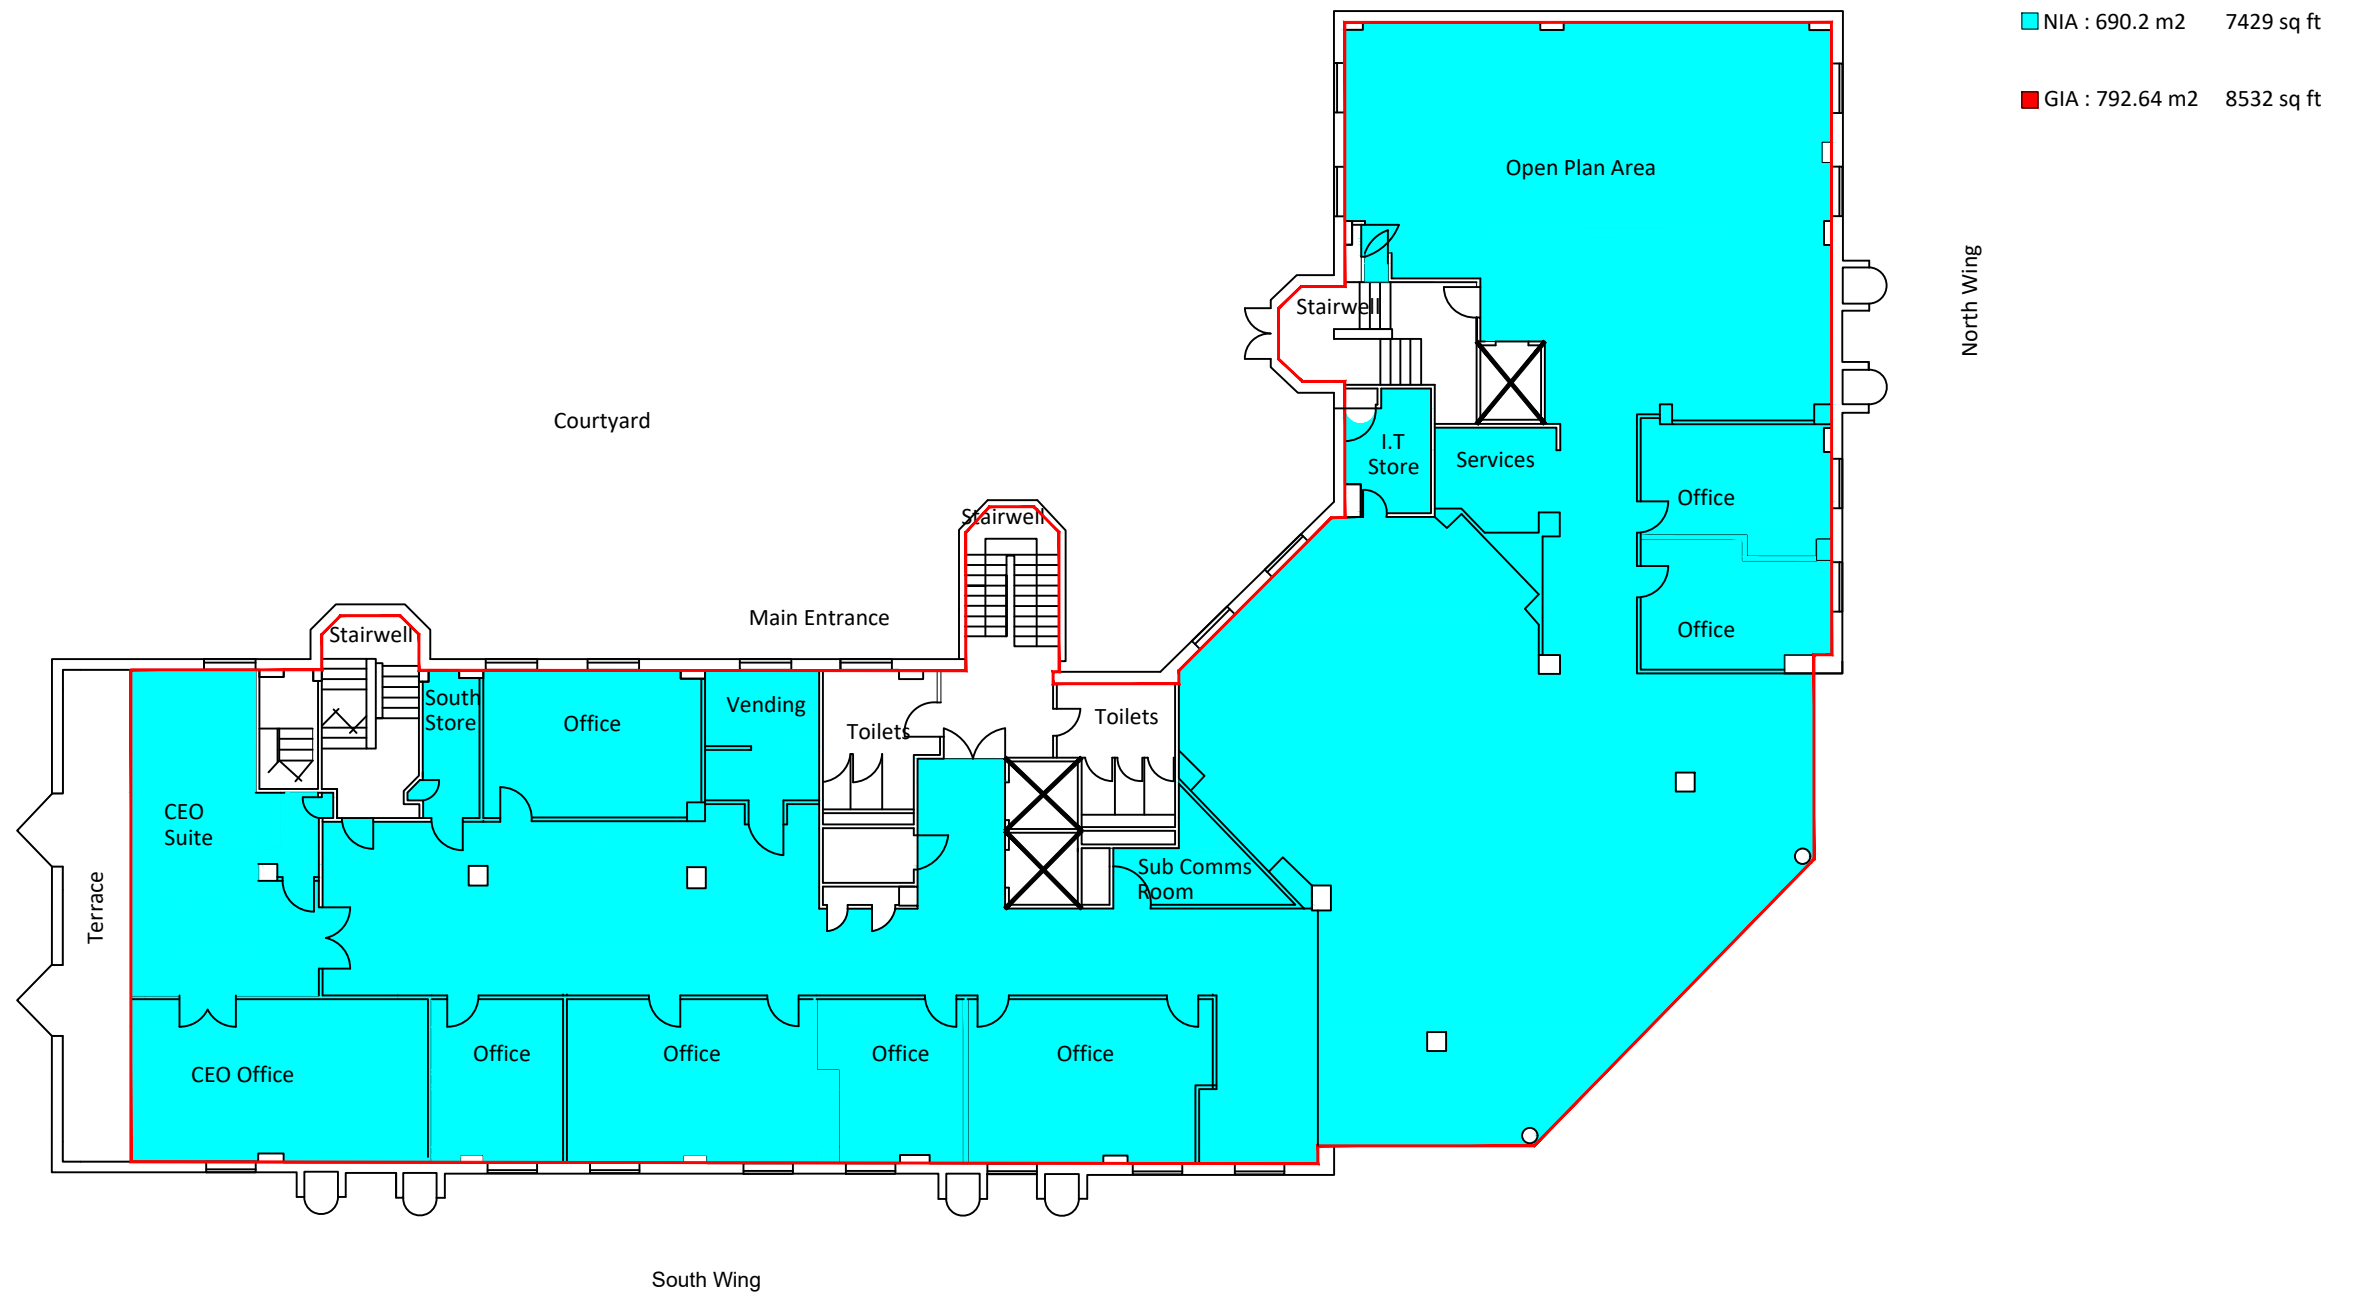 NIA : 690.2 m2 7429 sq ft
GIA : 792.64 m2 8532 sq ft
Open Plan Area
North Wing
Stairwell
Courtyard
I.T
Store
Services
Office
Stairwell
Main Entrance
Office
Stairwell
South
Store
Office
Vending
Toilets
Toilets
CEO
Suite
Sub Comms
Room
Terrace
Office
Office
Office
Office
CEO Office
South Wing